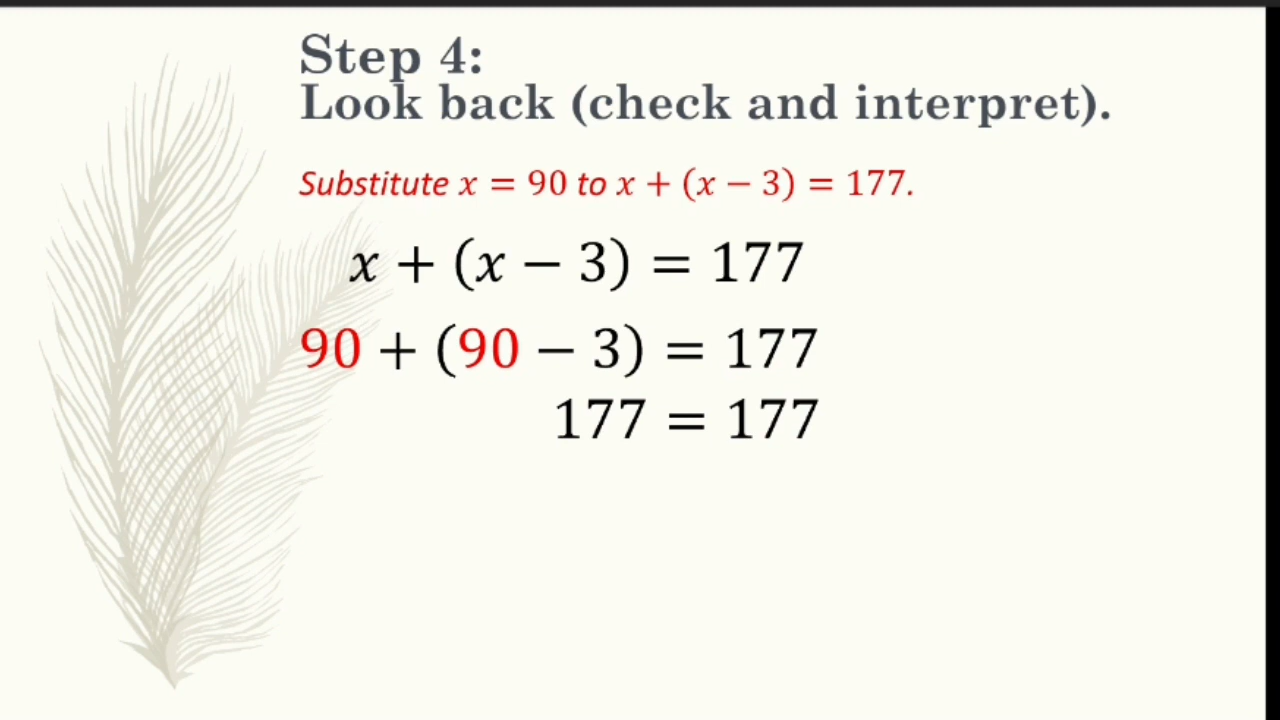 Step 4:
Look back (check and interpret).
Substitute x = 90 to x + (x − 3) = 177.
x + (x − 3) = 177
90 + (90 − 3) = 177
177 = 177